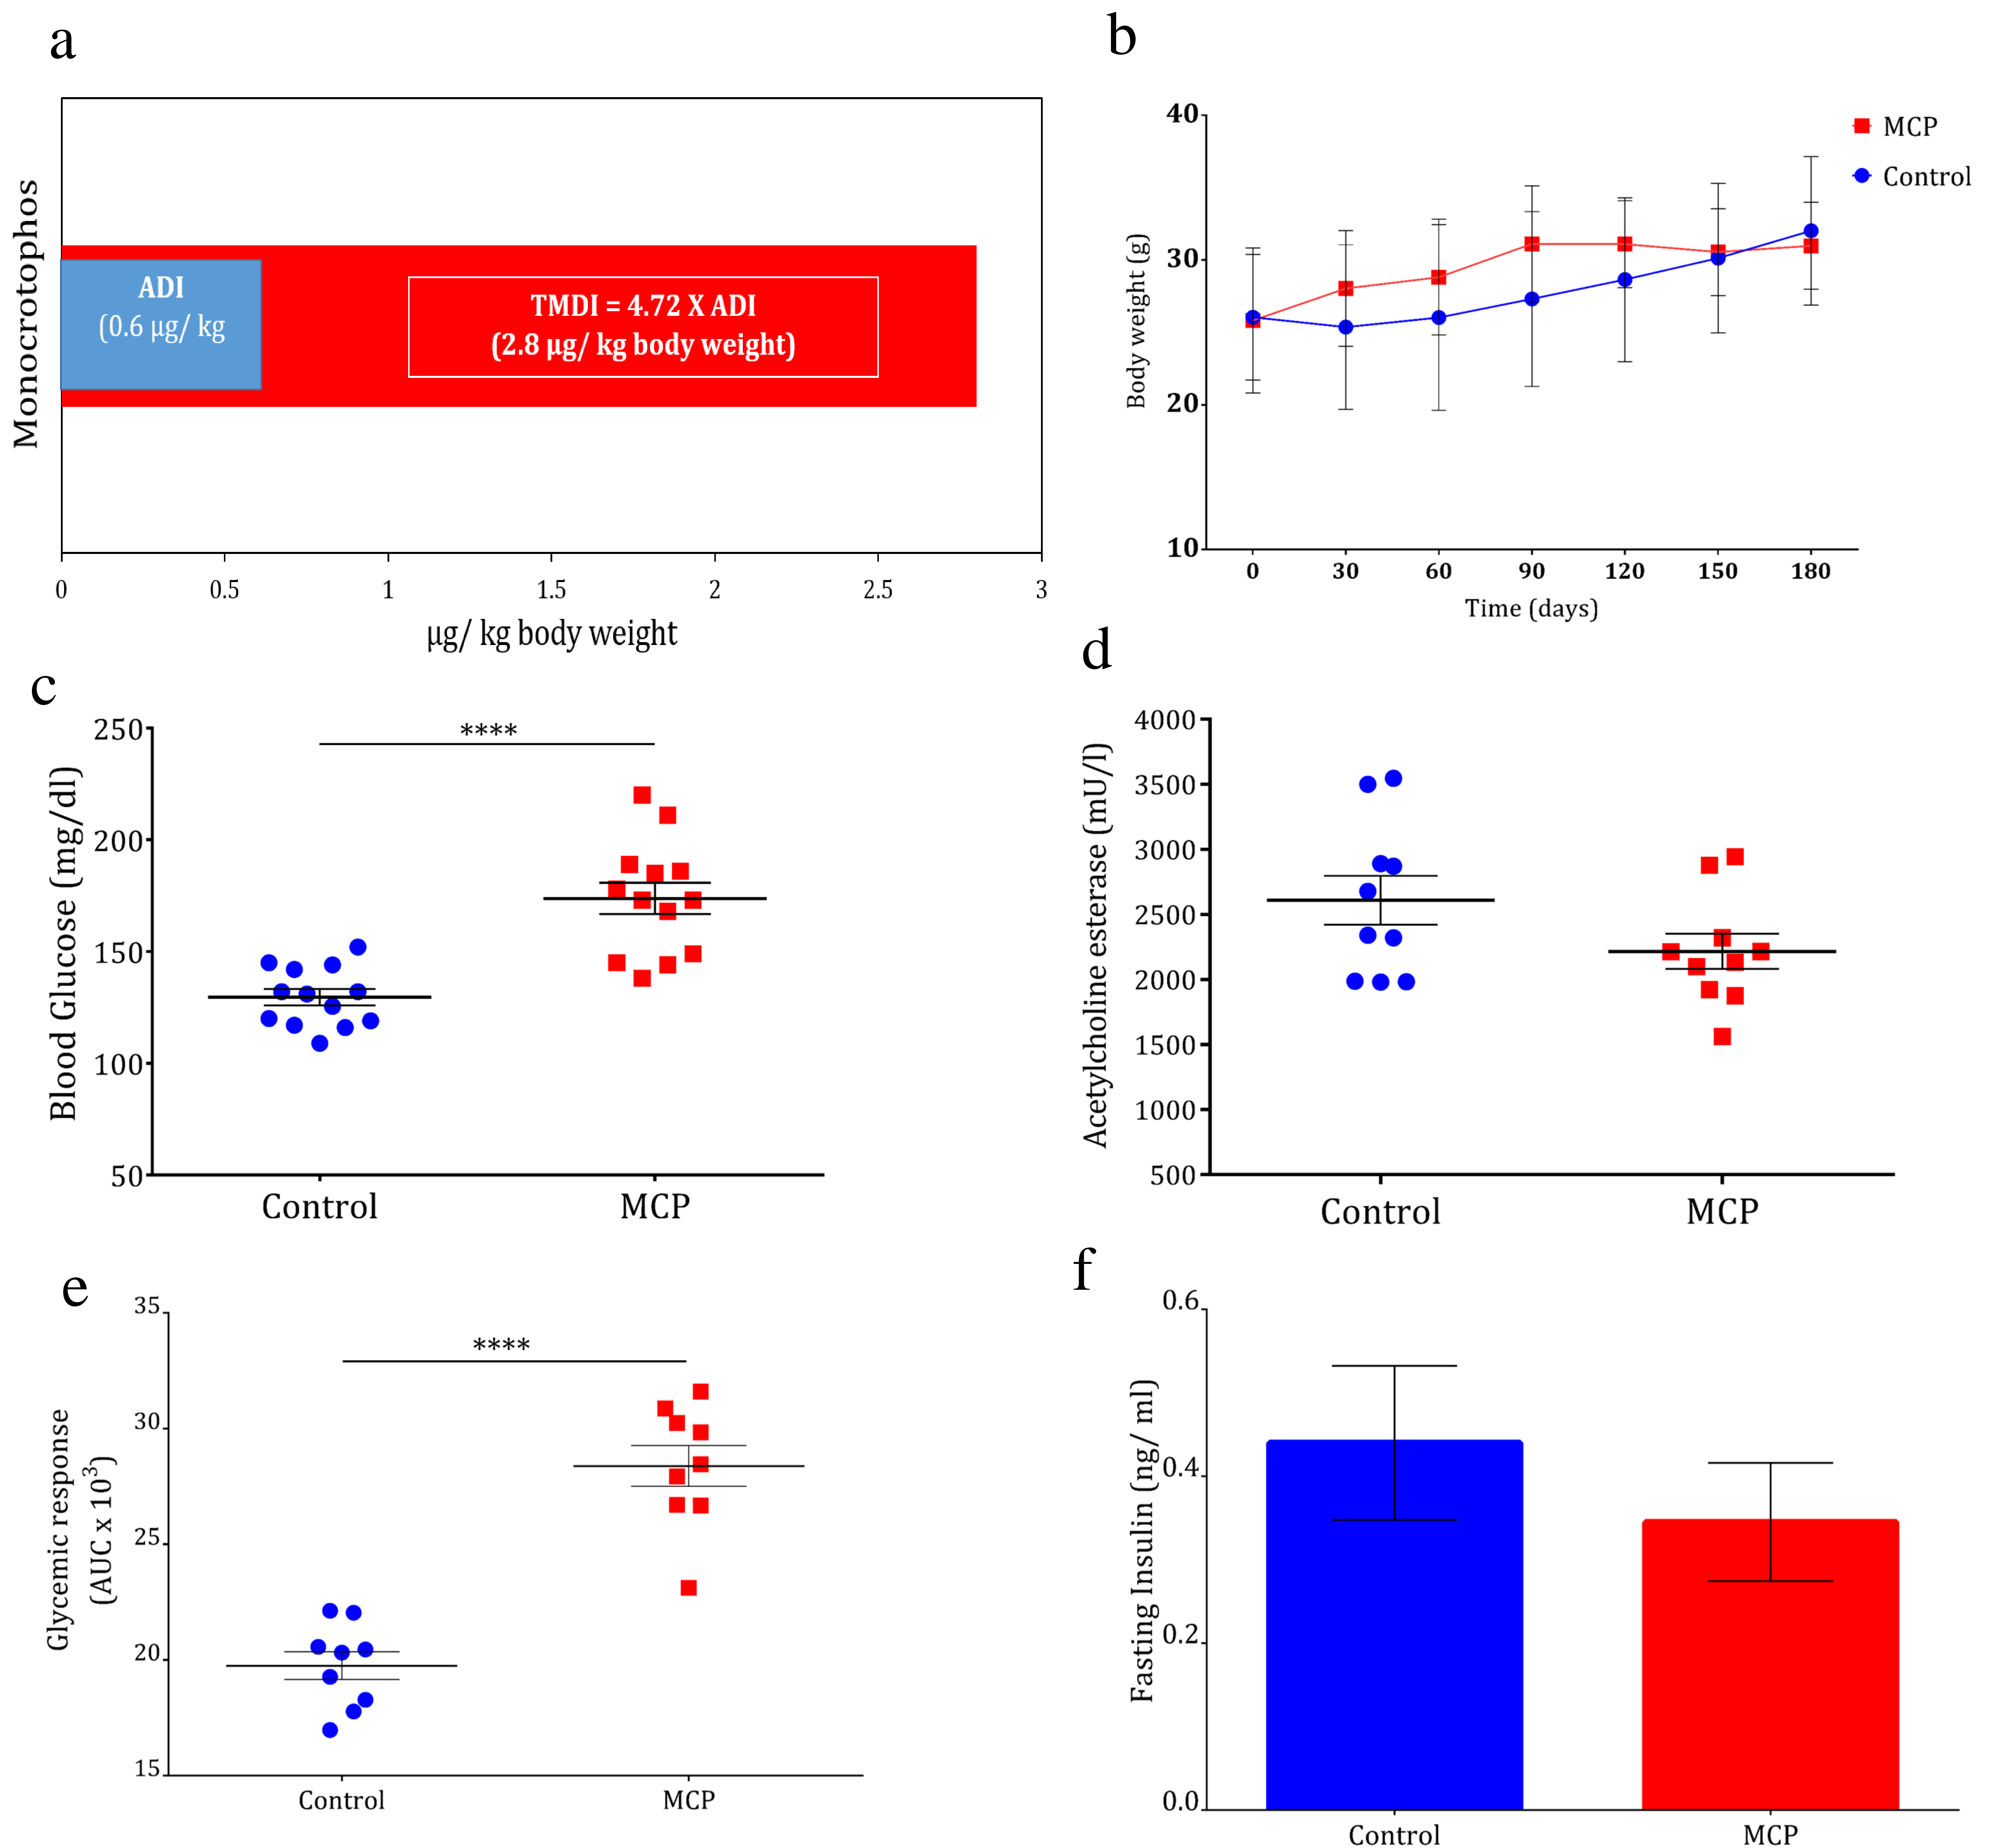 a
Monocrotophos
ADI
(0.6 µg/ kg
TMDI = 4.72 X ADI
(2.8 µg/ kg body weight)
0 0.5 1 1.5 2 2.5 3
µg/ kg body weight
b
Body weight (g)
40
30
20
10
0 30 60 90 120 150 180
Time (days)
MCP
Control
c
Blood Glucose (mg/dl)
250
200
150
100
50
****
Control MCP
d
Acetylcholine esterase (mU/l)
4000
3500
3000
2500
2000
1500
1000
500
Control MCP
e
Glycemic response
(AUC x 10³)
35
30
25
20
15
****
Control MCP
f
Fasting Insulin (ng/ ml)
0.6
0.4
0.2
0.0
Control MCP